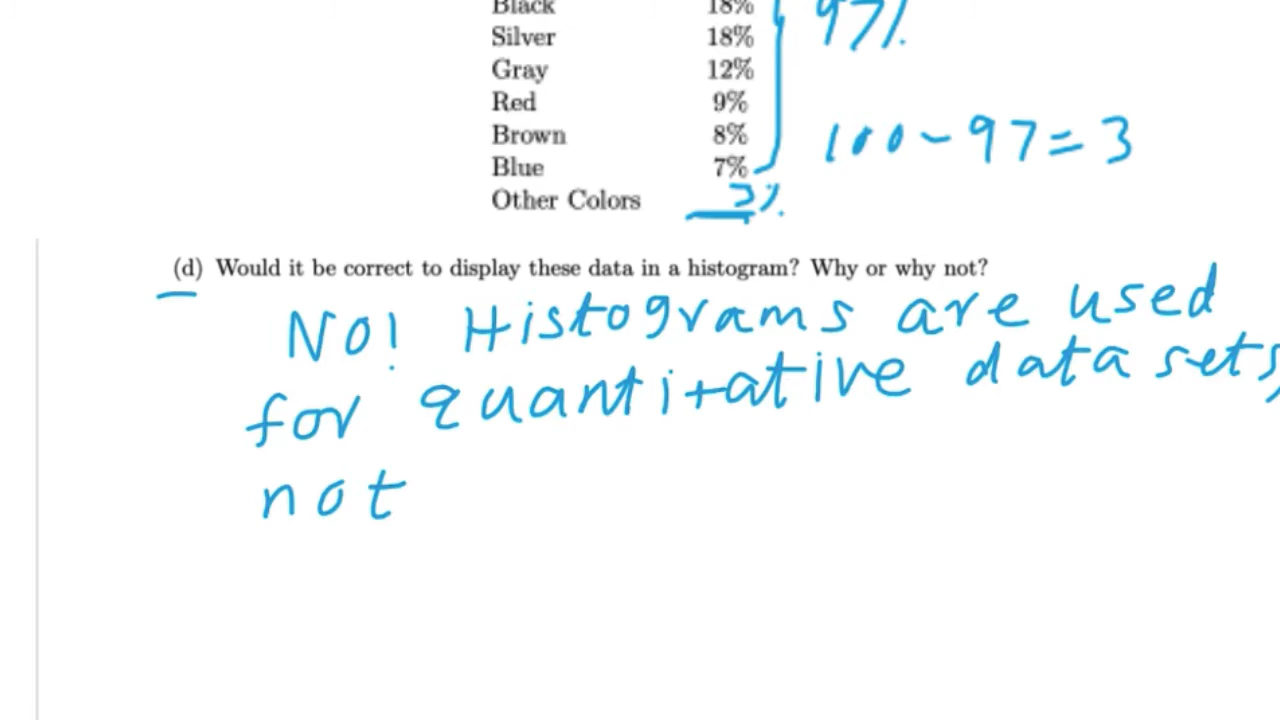 Black 18%
97%
Silver 18%
Gray 12%
Red 9%
Brown 8%
100-97=3
Blue 7%
Other Colors 3%
(d) Would it be correct to display these data in a histogram? Why or why not?
No! Histograms are used
for quantitative data sets,
not